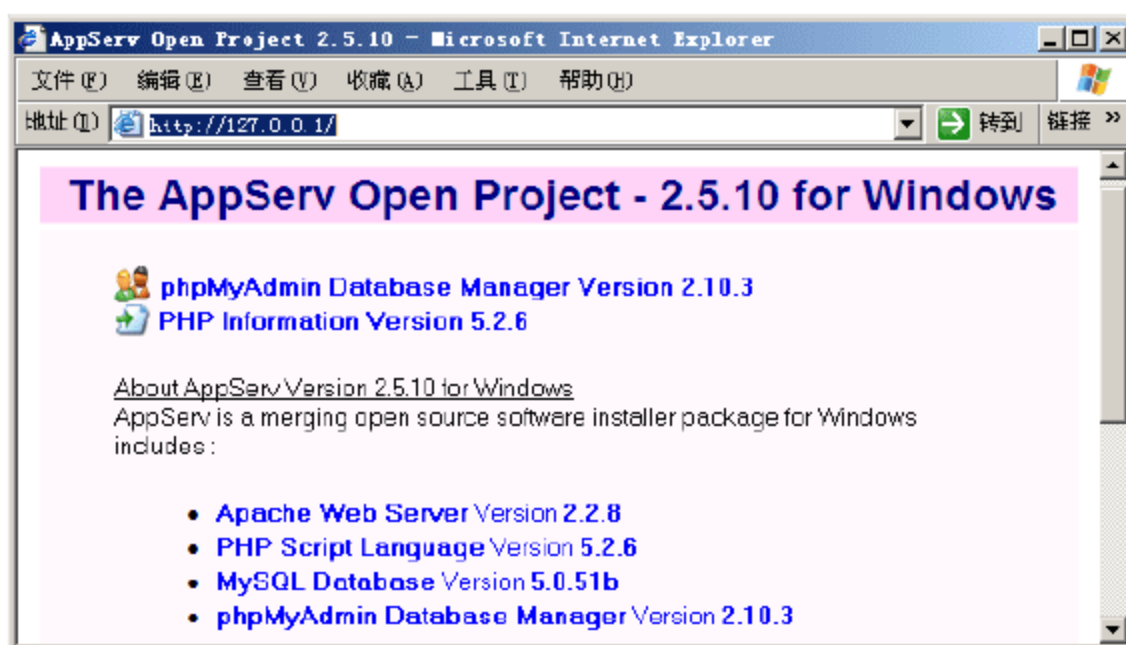 AppServ Open Project 2.5.10 - Microsoft Internet Explorer
文件(F) 编辑(E) 查看(V) 收藏(A) 工具(T) 帮助(H)
地址(D) http://127.0.0.1/ 转到 链接 »
The AppServ Open Project - 2.5.10 for Windows
phpMyAdmin Database Manager Version 2.10.3
PHP Information Version 5.2.6
About AppServ Version 2.5.10 for Windows
AppServ is a merging open source software installer package for Windows
includes :
• Apache Web Server Version 2.2.8
• PHP Script Language Version 5.2.6
• MySQL Database Version 5.0.51b
• phpMyAdmin Database Manager Version 2.10.3